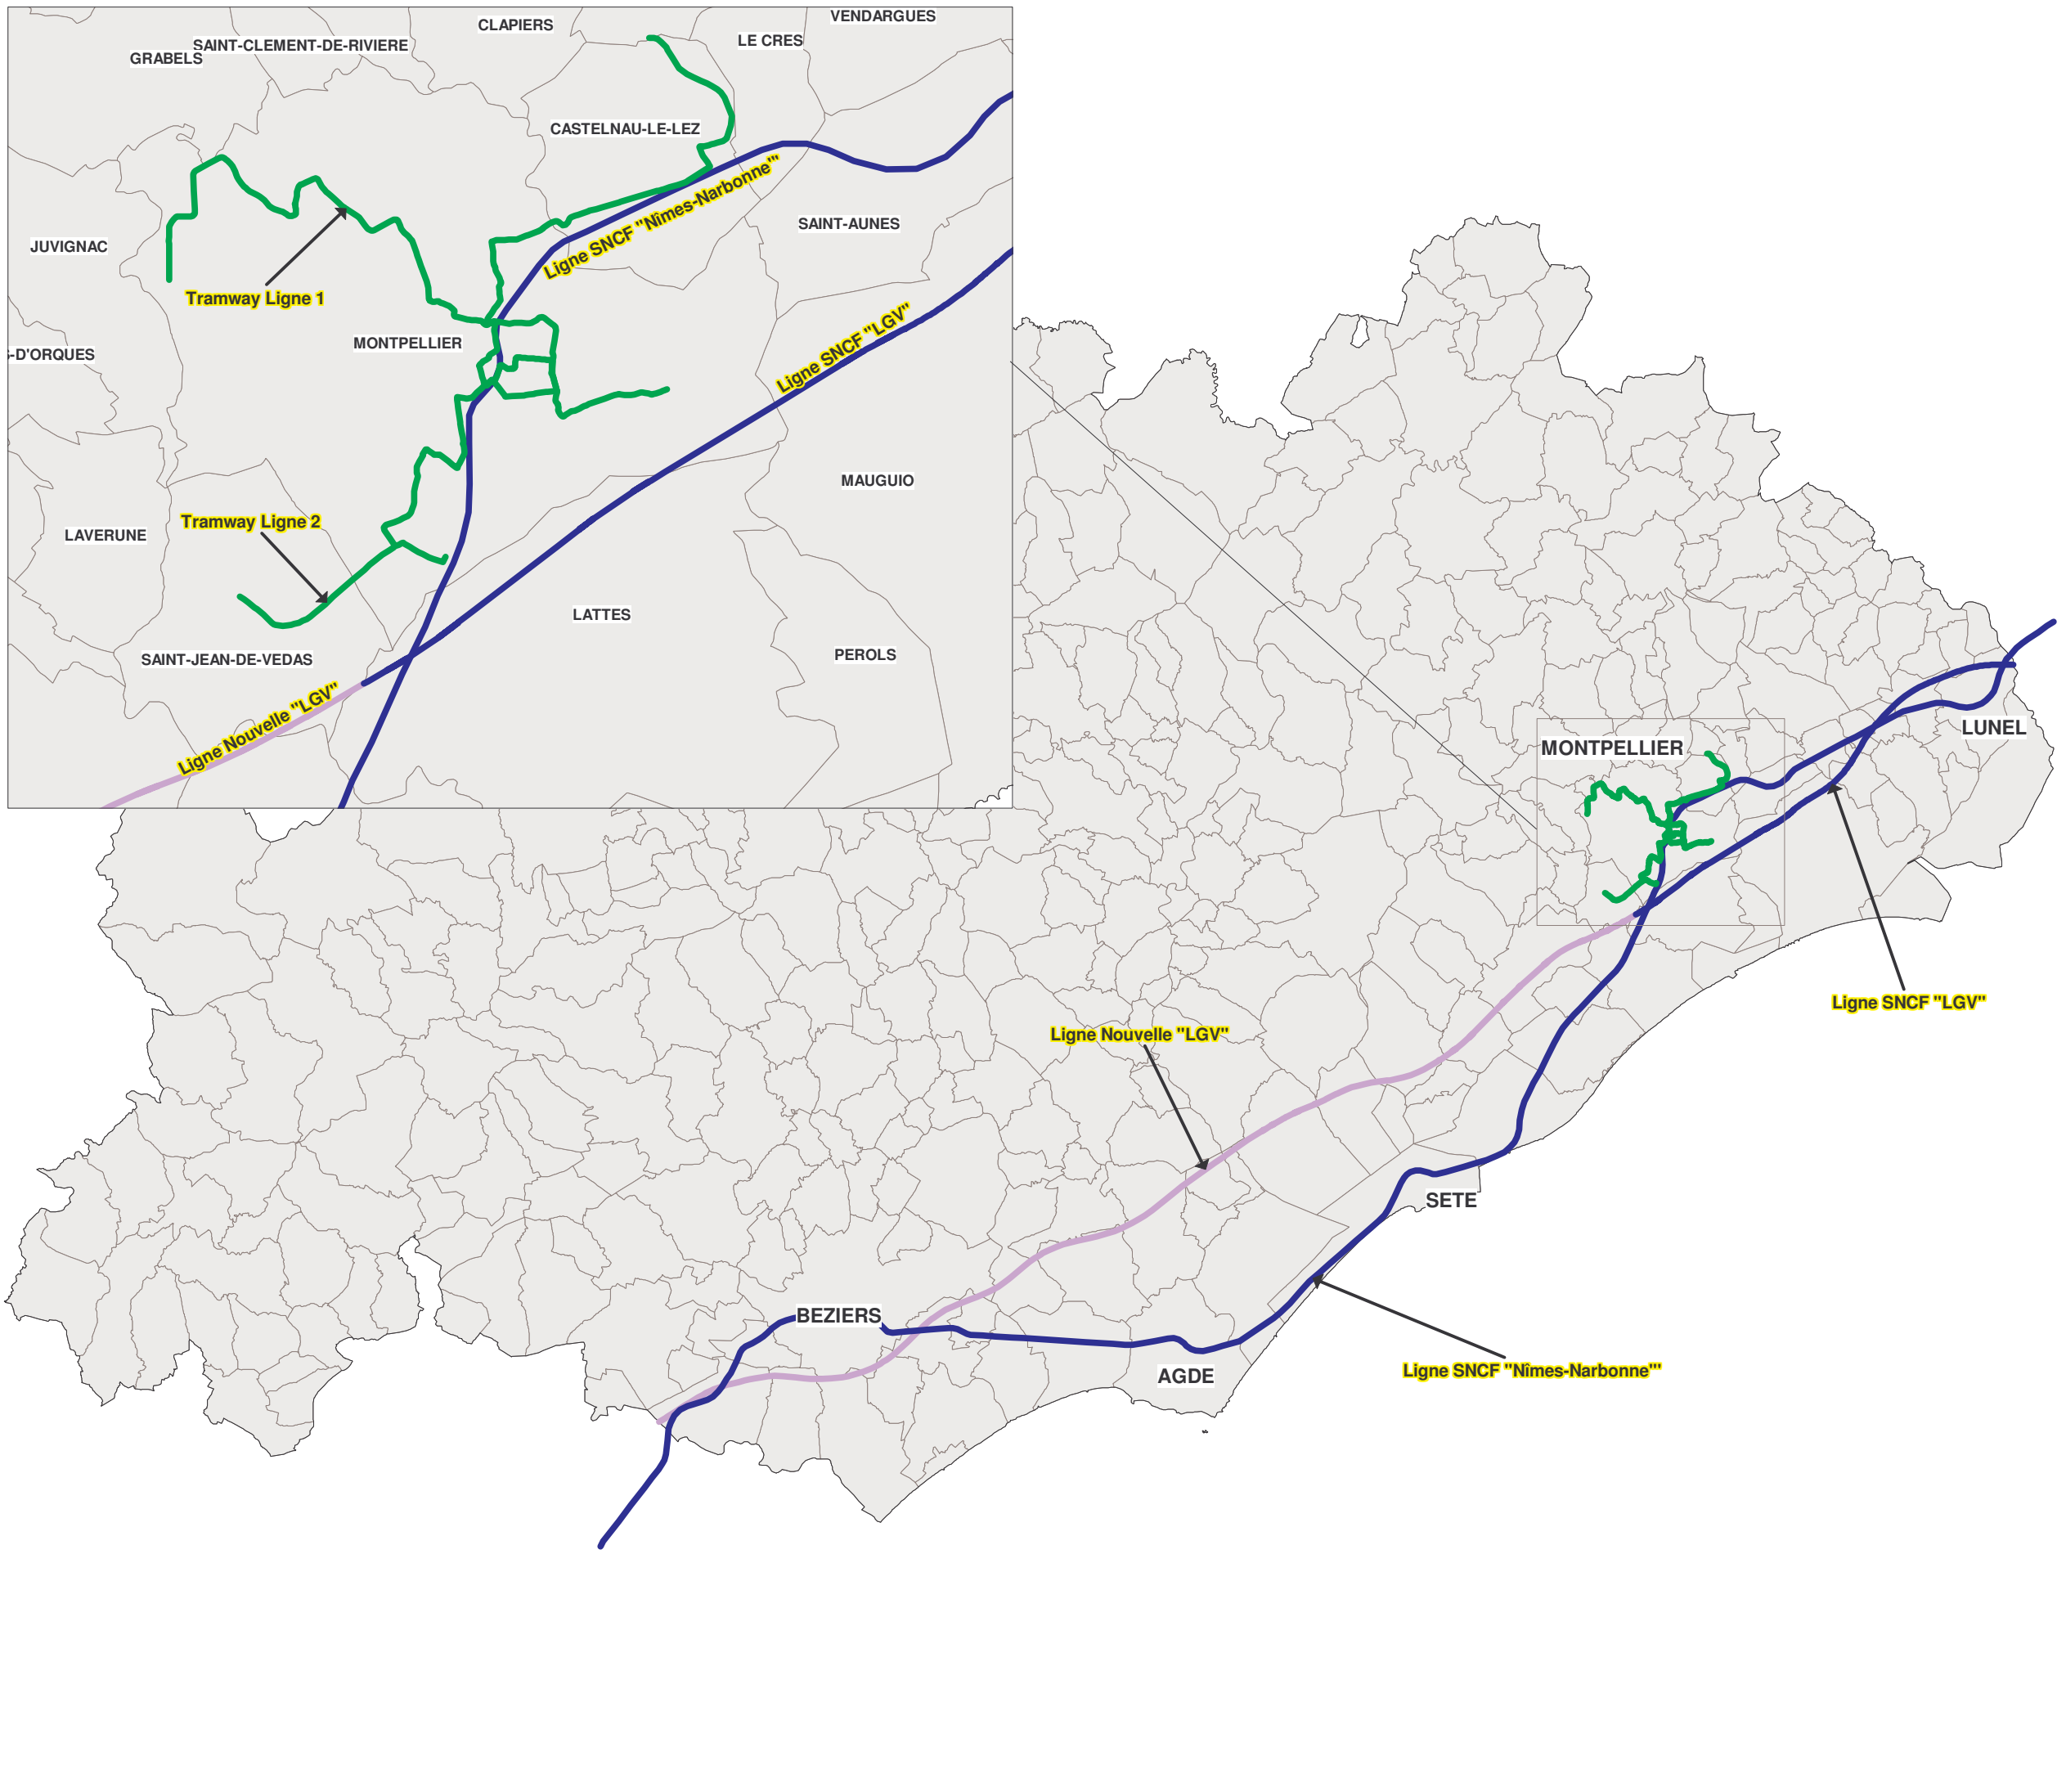 VENDARGUES
CLAPIERS
LE CRES
SAINT-CLEMENT-DE-RIVIERE
GRABELS
CASTELNAU-LE-LEZ
Ligne SNCF "Nîmes-Narbonne'"
SAINT-AUNES
JUVIGNAC
Tramway Ligne 1
MONTPELLIER
S-D'ORQUES
Ligne SNCF "LGV"
MAUGUIO
Tramway Ligne 2
LAVERUNE
LATTES
SAINT-JEAN-DE-VEDAS
PEROLS
Ligne Nouvelle "LGV"
LUNEL
MONTPELLIER
Ligne SNCF "LGV"
Ligne Nouvelle "LGV"
SETE
BEZIERS
AGDE
Ligne SNCF "Nîmes-Narbonne'"